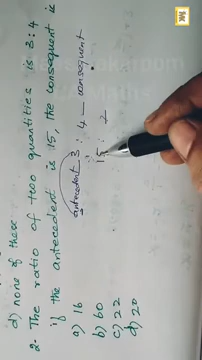 d) none of these
2. The ratio of two quantities is 3:4
if the antecedent is 15, the consequent is
a) 16
b) 60
c) 22
d) 20
antecedent 3 : 4 - consequent
15 :